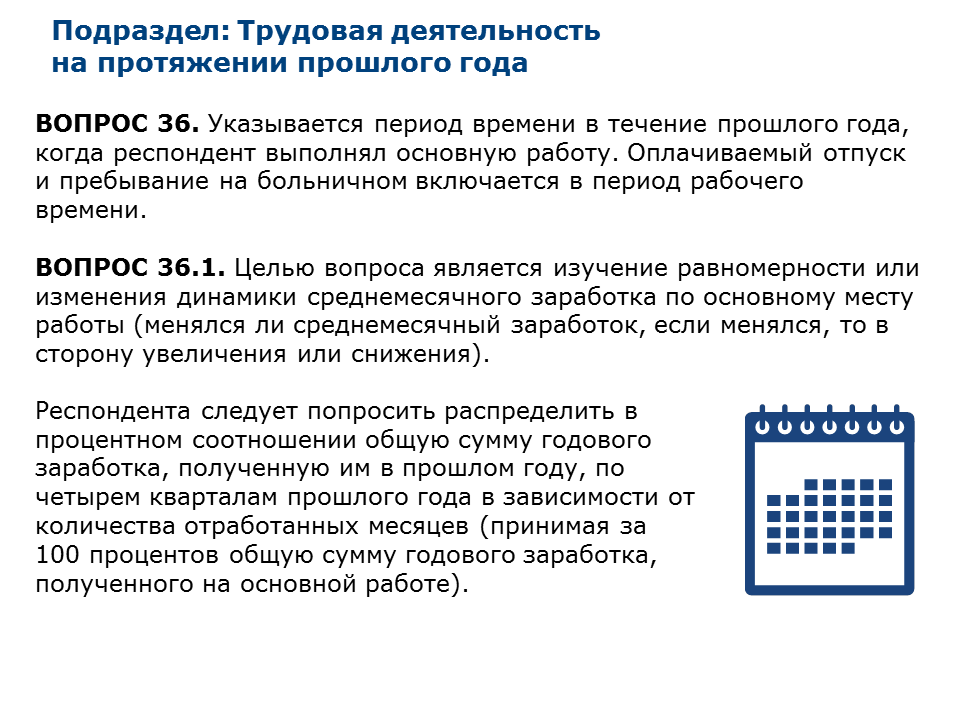 Подраздел: Трудовая деятельность
на протяжении прошлого года
ВОПРОС 36. Указывается период времени в течение прошлого года,
когда респондент выполнял основную работу. Оплачиваемый отпуск
и пребывание на больничном включается в период рабочего
времени.
ВОПРОС 36.1. Целью вопроса является изучение равномерности или
изменения динамики среднемесячного заработка по основному месту
работы (менялся ли среднемесячный заработок, если менялся, то в
сторону увеличения или снижения).
Респондента следует попросить распределить в
процентном соотношении общую сумму годового
заработка, полученную им в прошлом году, по
четырем кварталам прошлого года в зависимости от
количества отработанных месяцев (принимая за
100 процентов общую сумму годового заработка,
полученного на основной работе).